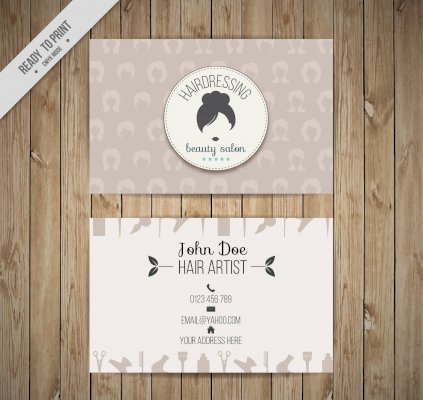 READY TO PRINT
CMYK MODE
HAIRDRESSING
beauty salon
John Doe
HAIR ARTIST
0123 456 789
EMAIL@YAHOO.COM
YOUR ADDRESS HERE